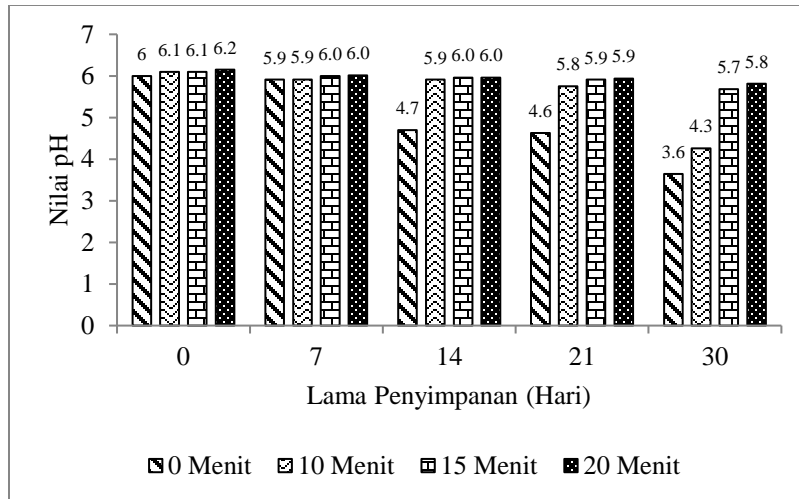 7
6
5
4
3
2
1
0
Nilai pH
6 6.1 6.1 6.2
5.9 5.9 6.0 6.0
4.7 5.9 6.0 6.0
4.6 5.8 5.9 5.9
3.6 4.3 5.7 5.8
0 7 14 21 30
Lama Penyimpanan (Hari)
0 Menit 10 Menit 15 Menit 20 Menit